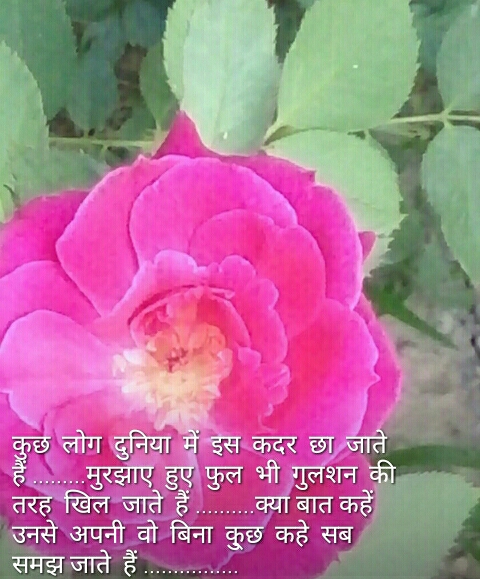 कुछ लोग दुनिया में इस कदर छा जाते
हैं .........मुरझाए हुए फुल भी गुलशन की
तरह खिल जाते हैं ..........क्या बात कहें
उनसे अपनी वो बिना कुछ कहे सब
समझ जाते हैं ...............